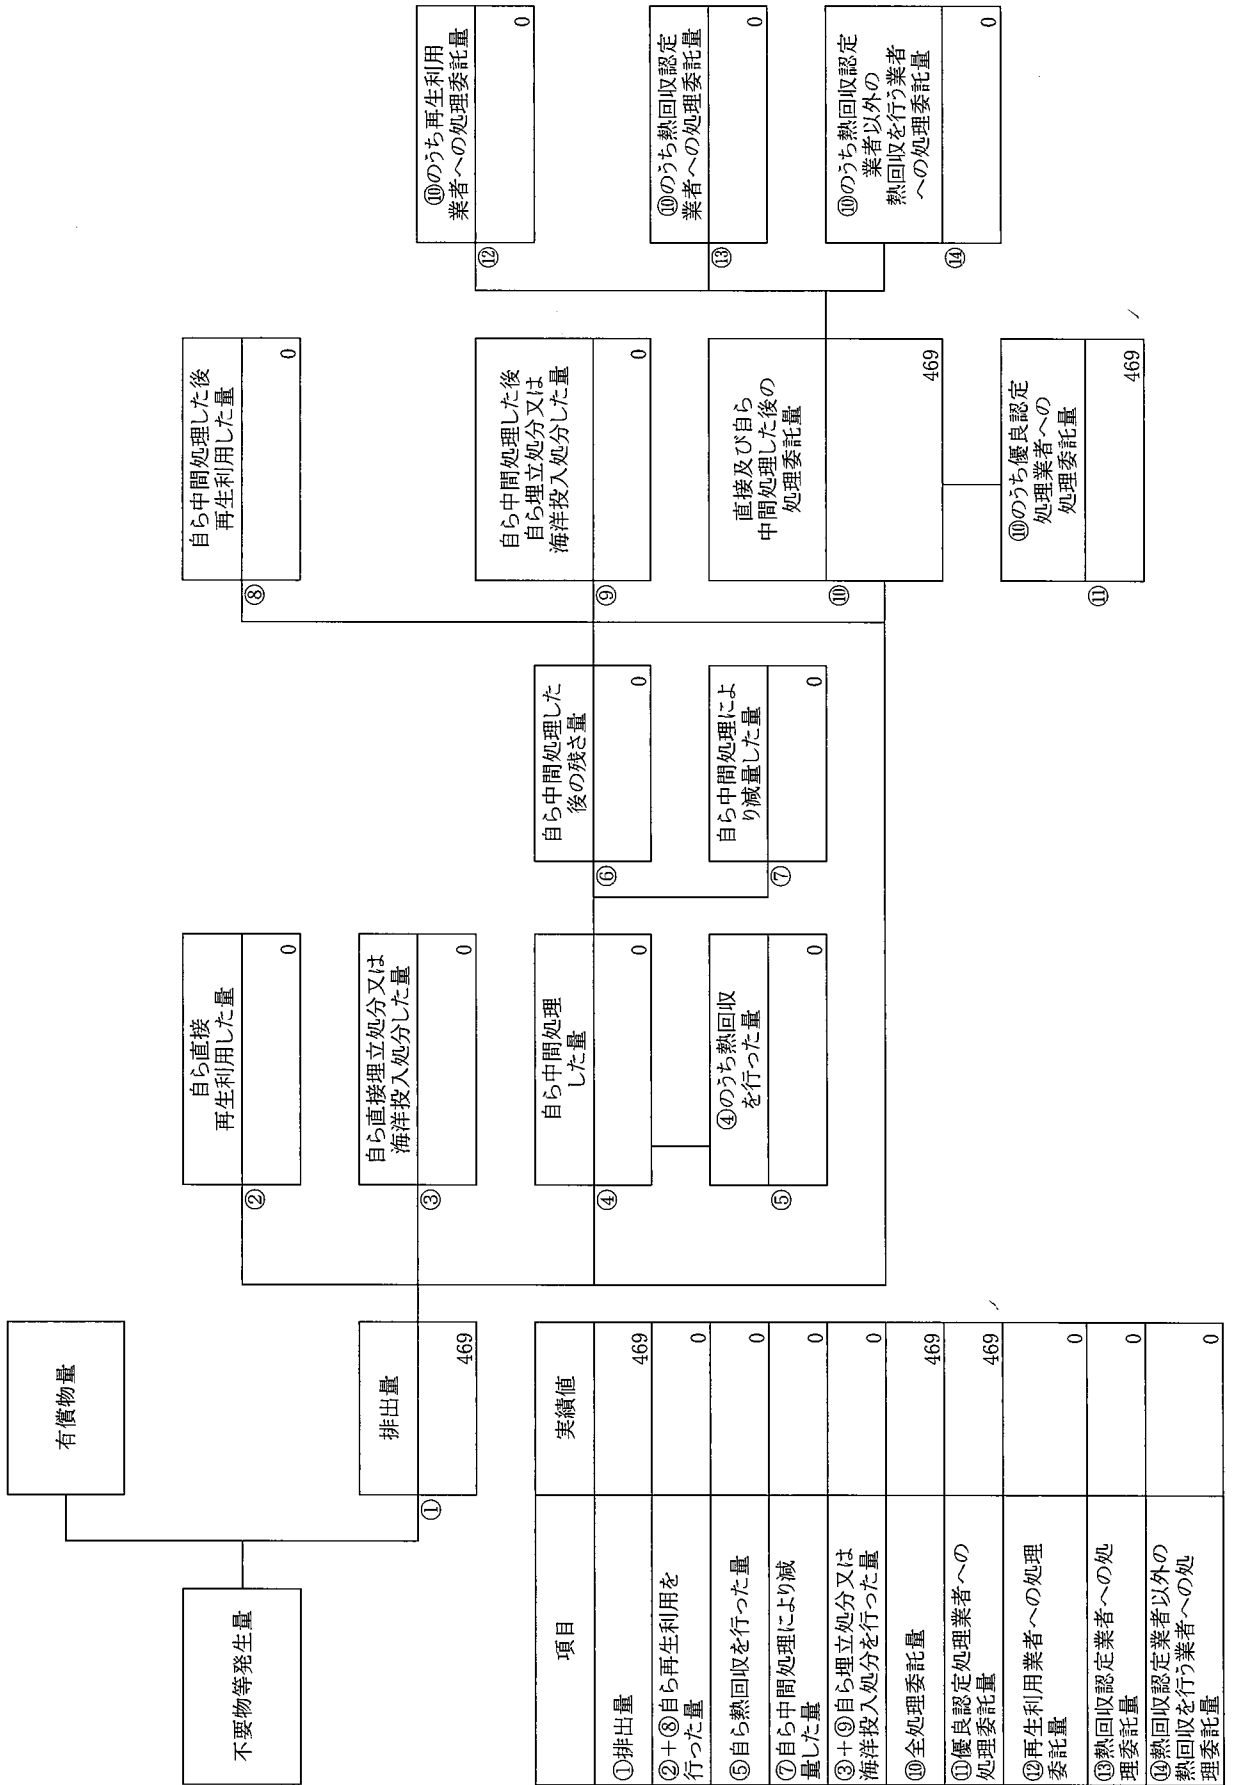 不要物等発生量
有償物量
①
排出量
469
②
自ら直接
再生利用した量
0
③
自ら直接埋立処分又は
海洋投入処分した量
0
④
自ら中間処理
した量
0
⑤
④のうち熱回収
を行った量
0
⑥
自ら中間処理した
後の残さ量
0
⑦
自ら中間処理によ
り減量した量
0
⑧
自ら中間処理した後
再生利用した量
0
⑨
自ら中間処理した後
自ら埋立処分又は
海洋投入処分した量
0
⑩
直接及び自ら
中間処理した後の
処理委託量
469
⑪
⑩のうち優良認定
処理業者への
処理委託量
469
⑫
⑩のうち再生利用
業者への処理委託量
0
⑬
⑩のうち熱回収認定
業者への処理委託量
0
⑭
⑩のうち熱回収認定
業者以外の
熱回収を行う業者
への処理委託量
0
項目 実績値
①排出量 469
②+⑧自ら再生利用を
行った量 0
⑤自ら熱回収を行った量 0
⑦自ら中間処理により減
量した量 0
③+⑨自ら埋立処分又は
海洋投入処分を行った量 0
⑩全処理委託量 469
⑪優良認定処理業者への
処理委託量 469
⑫再生利用業者への処理
委託量 0
⑬熱回収認定業者への処
理委託量 0
⑭熱回収認定業者以外の
熱回収を行う業者への処
理委託量 0